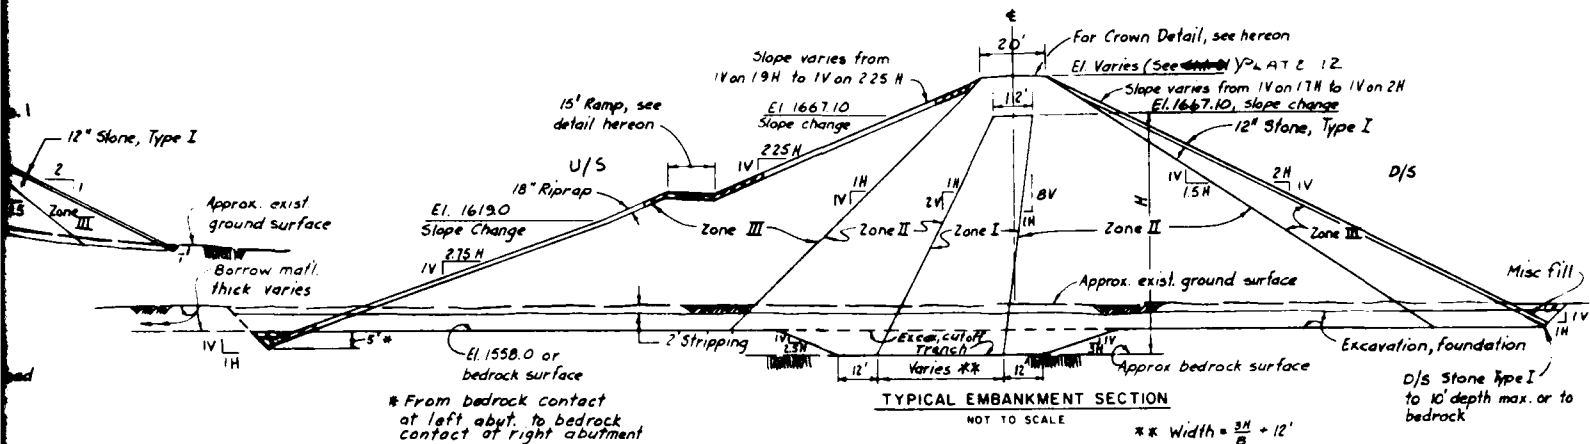 12" Stone, Type I
2
1
Zone
III
Approx. exist.
ground surface
Borrow matl.
thick varies
1V
1H
5' *
El. 1558.0 or
bedrock surface
* From bedrock contact
at left abut. to bedrock
contact at right abutment
2.75 H
1V
El. 1619.0
Slope Change
18" Riprap
U/S
15' Ramp, see
detail hereon
Slope varies from
1V on 1.9H to 1V on 2.25 H
El. 1667.10
Slope change
2.25 H
1V
1H
1V
Zone III
Zone II
1H
2V
Zone I
8V
1H
Zone II
H
20'
12'
℄
For Crown Detail, see hereon
El. Varies (See PLATE 12
Slope varies from 1V on 1.7H to 1V on 2H
El. 1667.10, slope change
12" Stone, Type I
1V
1.5H
2H
1V
D/S
Zone III
Approx. exist. ground surface
Misc fill
1V
1H
Excavation, foundation
D/S Stone Type I
to 10' depth max. or to
bedrock
2' Stripping
1V
2.5H
Excav. cutoff
trench
3H
1V
Approx bedrock surface
12'
Varies **
12'
TYPICAL EMBANKMENT SECTION
NOT TO SCALE
** Width = 3H/8 + 12'